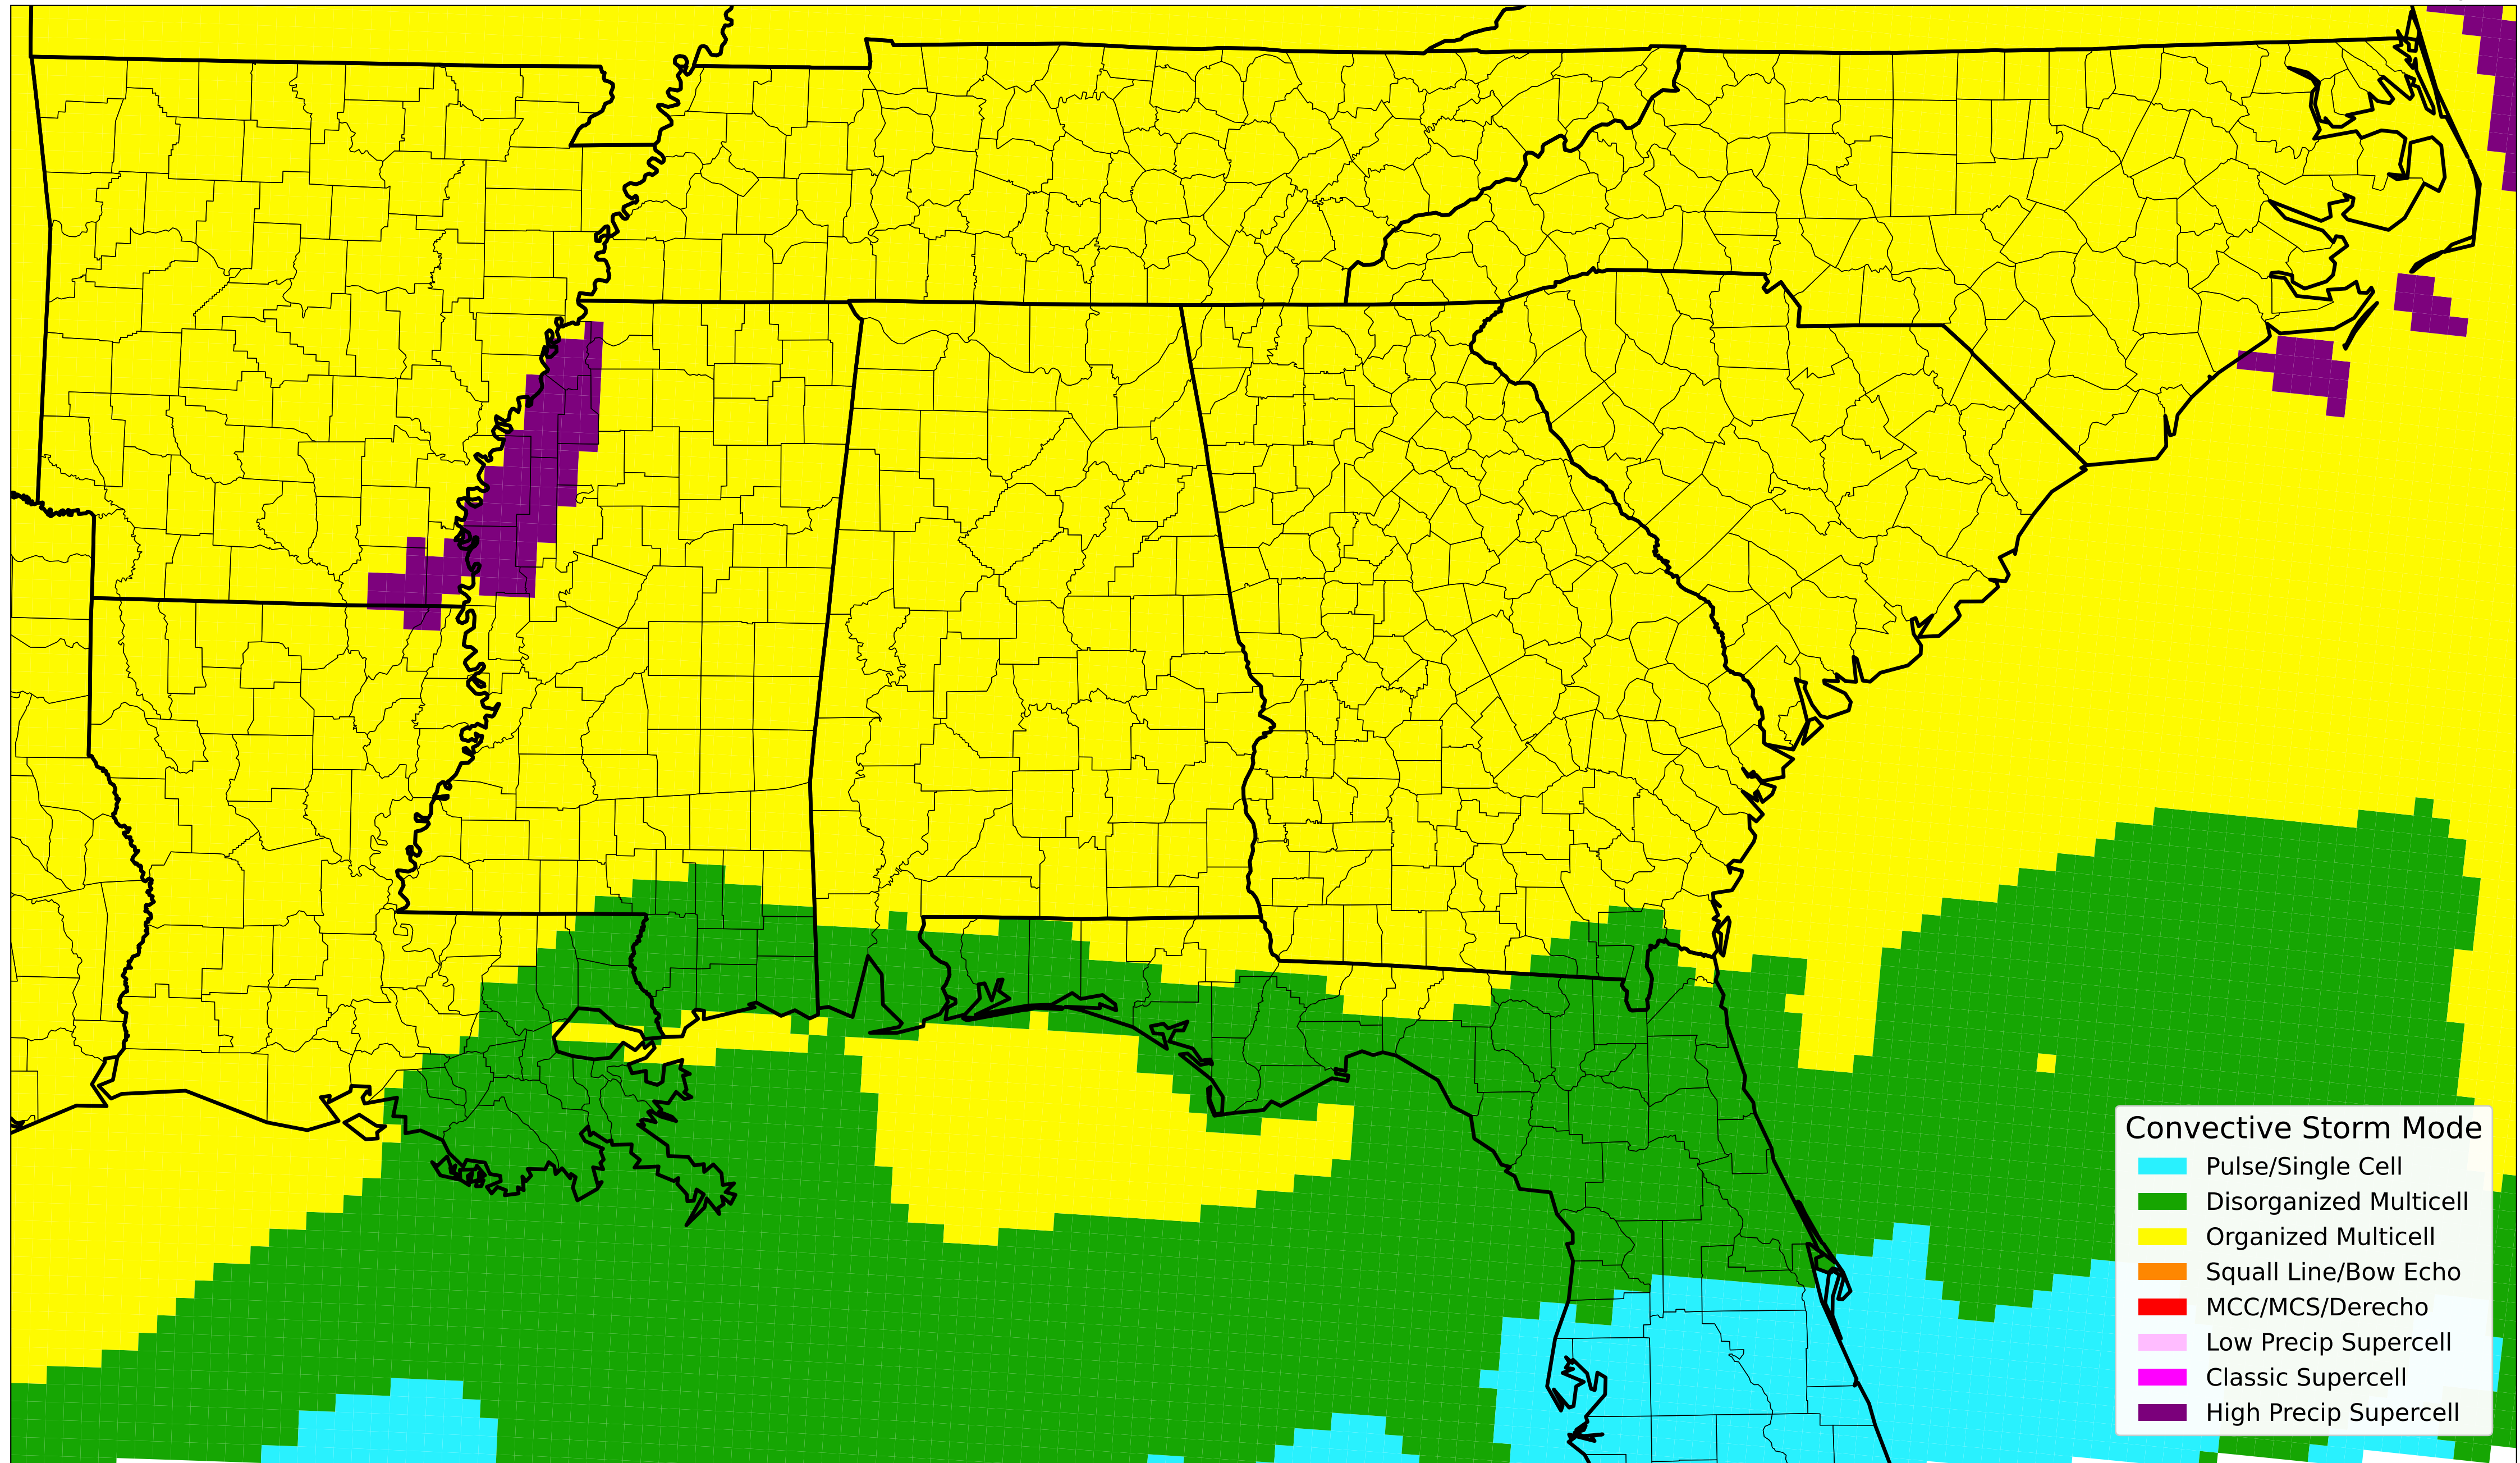 Convective Storm Mode
Pulse/Single Cell
Disorganized Multicell
Organized Multicell
Squall Line/Bow Echo
MCC/MCS/Derecho
Low Precip Supercell
Classic Supercell
High Precip Supercell